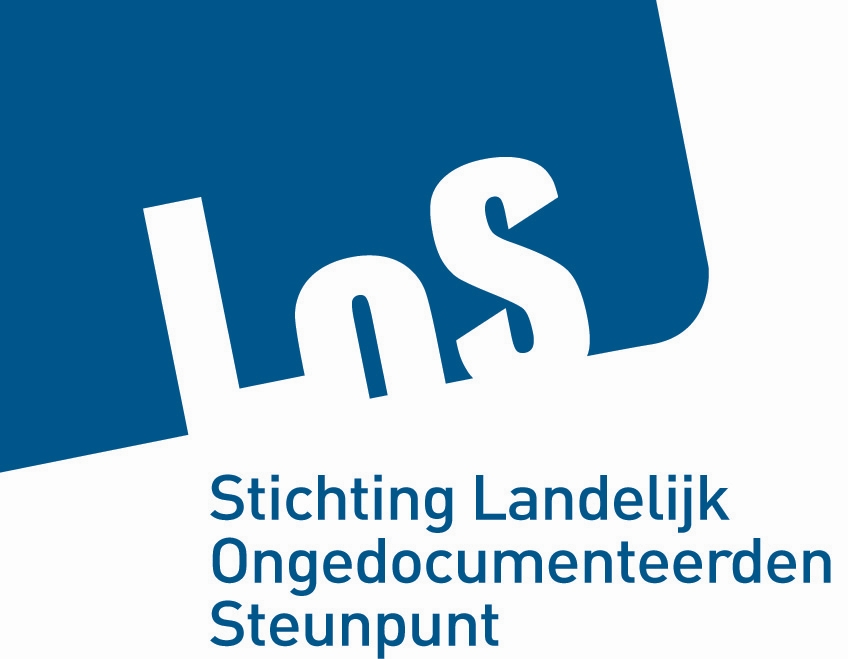 LoS
Stichting Landelijk
Ongedocumenteerden
Steunpunt